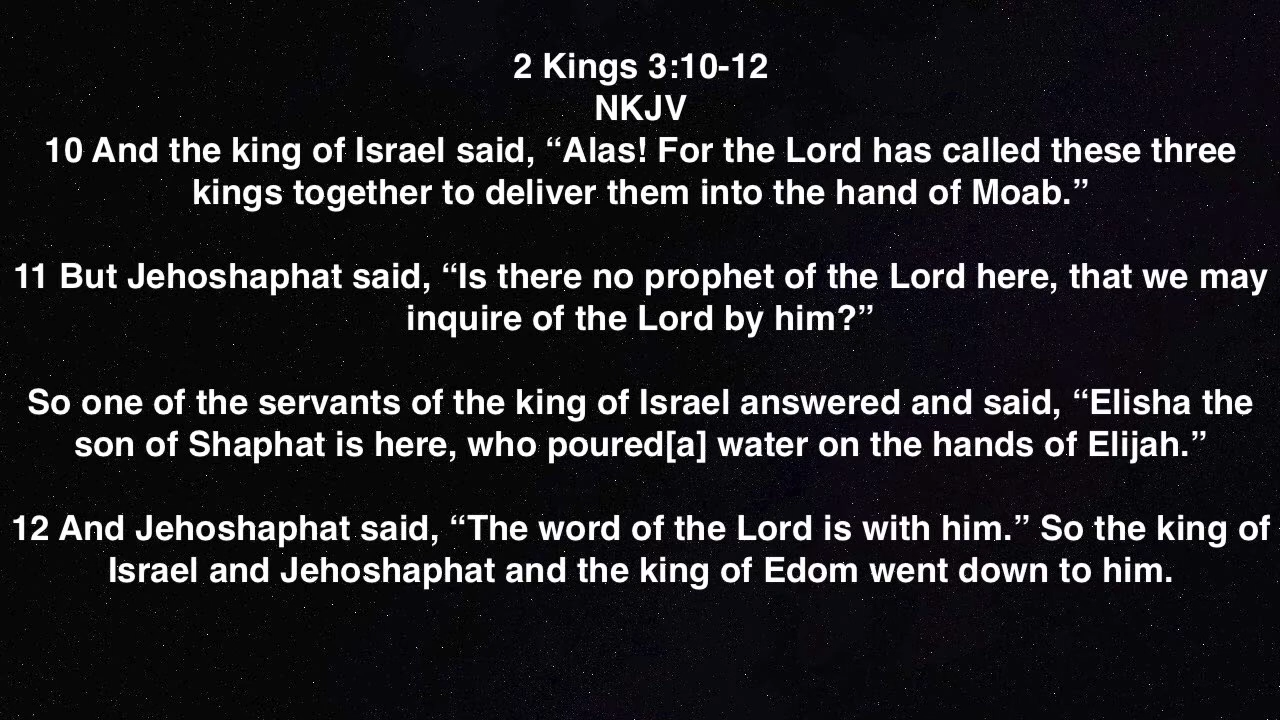 2 Kings 3:10-12
NKJV
10 And the king of Israel said, “Alas! For the Lord has called these three
kings together to deliver them into the hand of Moab.”
11 But Jehoshaphat said, “Is there no prophet of the Lord here, that we may
inquire of the Lord by him?”
So one of the servants of the king of Israel answered and said, “Elisha the
son of Shaphat is here, who poured[a] water on the hands of Elijah.”
12 And Jehoshaphat said, “The word of the Lord is with him.” So the king of
Israel and Jehoshaphat and the king of Edom went down to him.